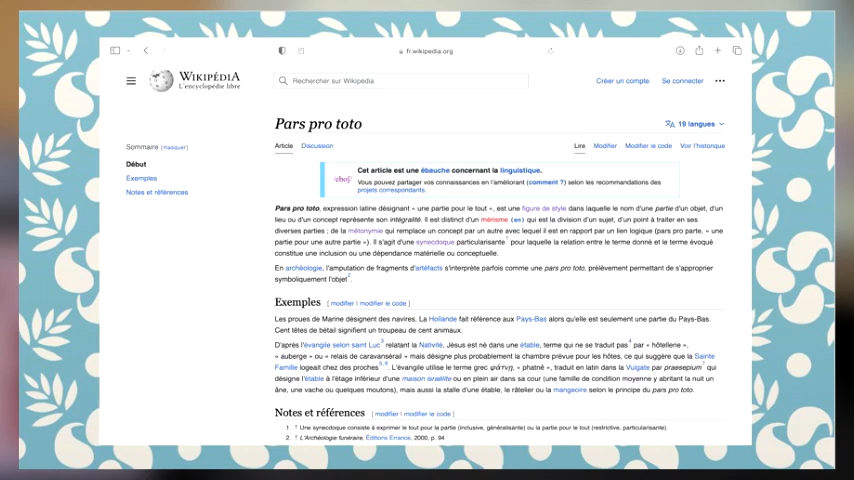 fr.wikipedia.org
WIKIPÉDIA
L'encyclopédie libre
Rechercher sur Wikipedia
Créer un compte
Se connecter
Pars pro toto
19 langues
Sommaire [masquer]
Début
Exemples
Notes et références
Article Discussion
Lire Modifier Modifier le code Voir l'historique
Cet article est une ébauche concernant la linguistique.
Vous pouvez partager vos connaissances en l'améliorant (comment ?) selon les recommandations des
projets correspondants.
Pars pro toto, expression latine désignant « une partie pour le tout », est une figure de style dans laquelle le nom d'une partie d'un objet, d'un
lieu ou d'un concept représente son intégralité. Il est distinct d'un mérisme (en) qui est la division d'un sujet, d'un point à traiter en ses
diverses parties ; de la métonymie qui remplace un concept par un autre avec lequel il est en rapport par un lien logique (pars pro parte, « une
partie pour une autre partie »). Il s'agit d'une synecdoque particularisante1 pour laquelle la relation entre le terme donné et le terme évoqué
constitue une inclusion ou une dépendance matérielle ou conceptuelle.
En archéologie, l'amputation de fragments d'artéfacts s'interprète parfois comme une pars pro toto, prélèvement permettant de s'approprier
symboliquement l'objet2.
Exemples [ modifier | modifier le code ]
Les proues de Marine désignent des navires. La Hollande fait référence aux Pays-Bas alors qu'elle est seulement une partie du Pays-Bas.
Cent têtes de bétail signifient un troupeau de cent animaux.
D'après l'évangile selon saint Luc3 relatant la Nativité, Jésus est né dans une étable, terme qui ne se traduit pas4 par « hôtellerie »,
« auberge » ou « relais de caravansérail » mais désigne plus probablement la chambre prévue pour les hôtes, ce qui suggère que la Sainte
Famille logeait chez des proches5,6. L'évangile utilise le terme grec φάτνη, « phatnê », traduit en latin dans la Vulgate par praesepium7 qui
désigne l'étable à l'étage inférieur d'une maison israélite ou en plein air dans sa cour (une famille de condition moyenne y abritant la nuit un
âne, une vache ou quelques moutons), mais aussi la stalle d'une étable, le râtelier ou la mangeoire selon le principe du pars pro toto.
Notes et références [ modifier | modifier le code ]
1. ↑ Une synecdoque consiste à exprimer le tout pour la partie (inclusive, généralisante) ou la partie pour le tout (restrictive, particularisante).
2. ↑ L'Archéologie funéraire, Éditions Errance, 2000, p. 94